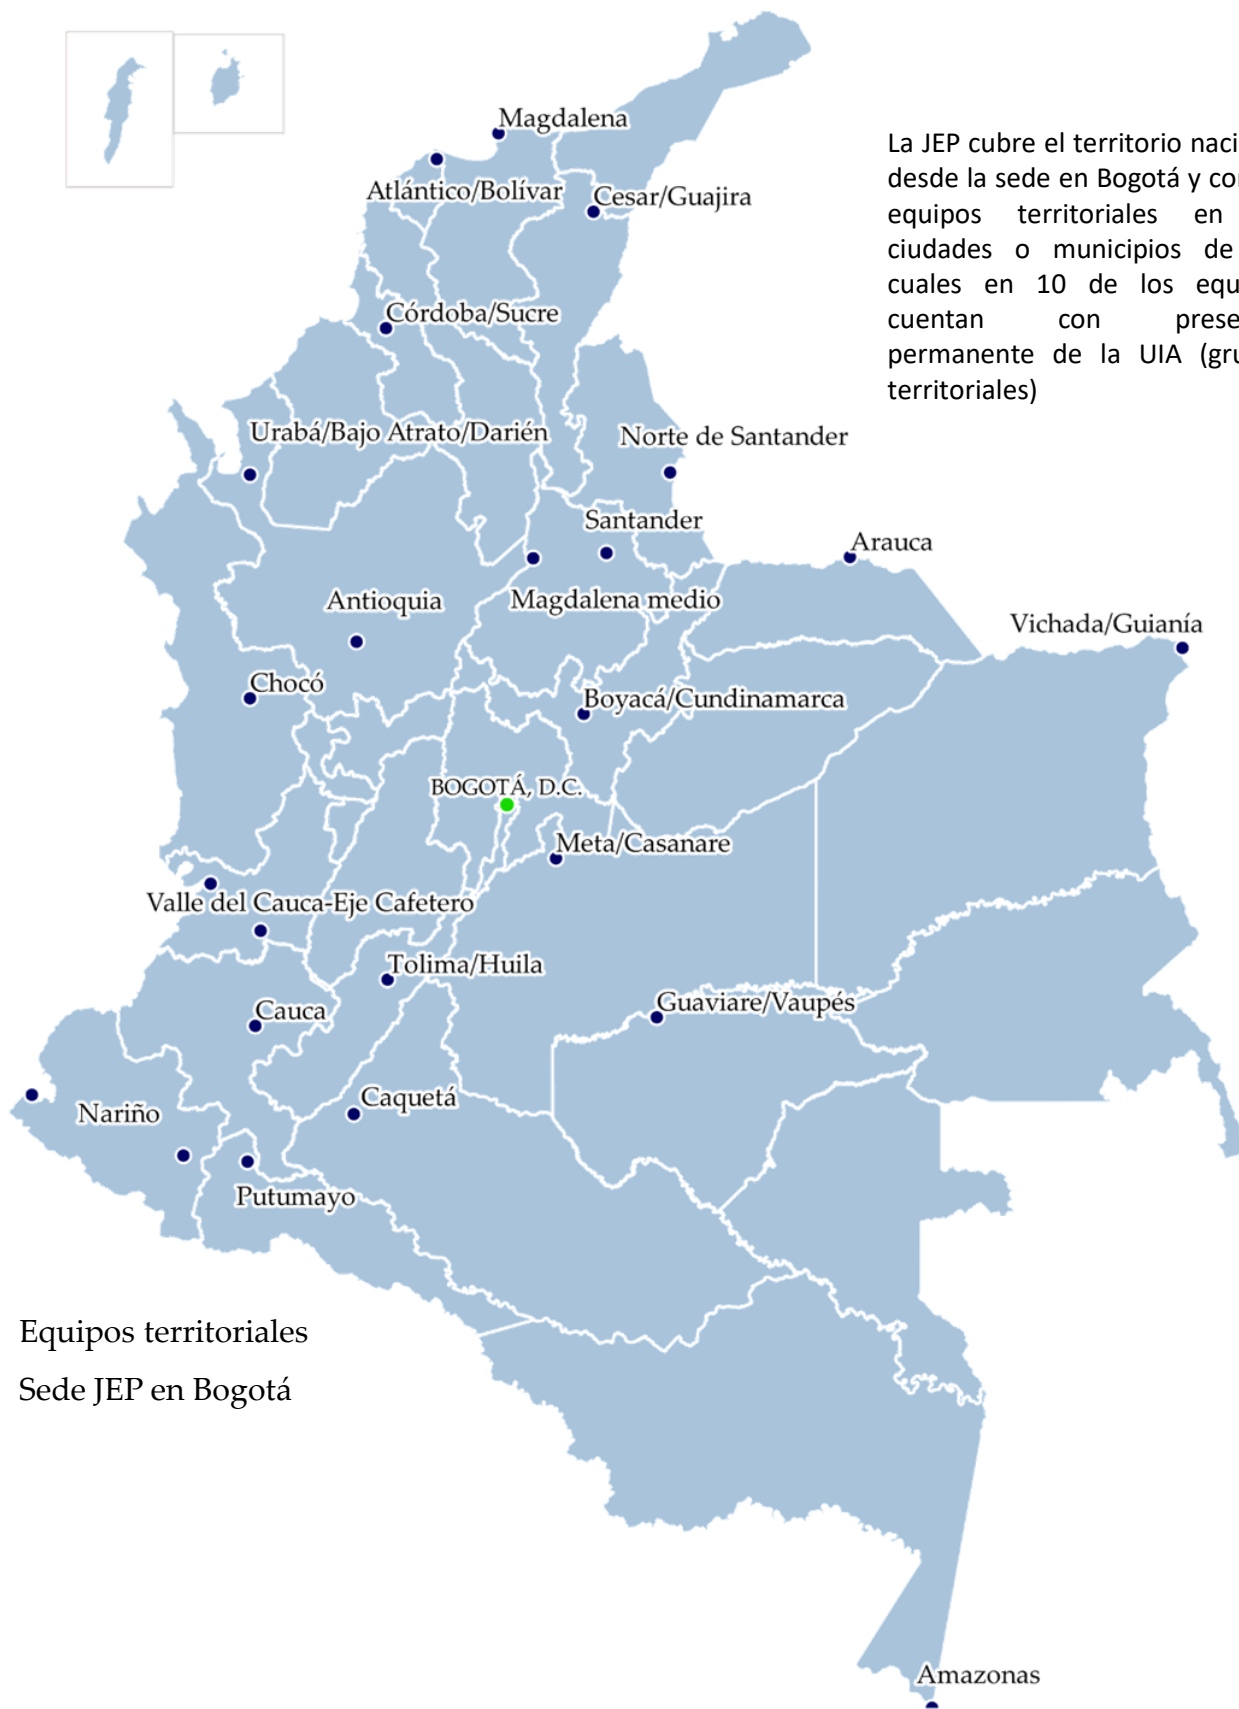 Magdalena
La JEP cubre el territorio naci
desde la sede en Bogotá y con
equipos territoriales en
ciudades o municipios de
cuales en 10 de los equ
cuentan con prese
permanente de la UIA (gru
territoriales)
Atlántico/Bolívar
Cesar/Guajira
Córdoba/Sucre
Urabá/Bajo Atrato/Darién
Norte de Santander
Santander
Arauca
Antioquia
Magdalena medio
Vichada/Guianía
Chocó
Boyacá/Cundinamarca
BOGOTÁ, D.C.
Meta/Casanare
Valle del Cauca-Eje Cafetero
Tolima/Huila
Cauca
Guaviare/Vaupés
Caquetá
Nariño
Putumayo
Equipos territoriales
Sede JEP en Bogotá
Amazonas